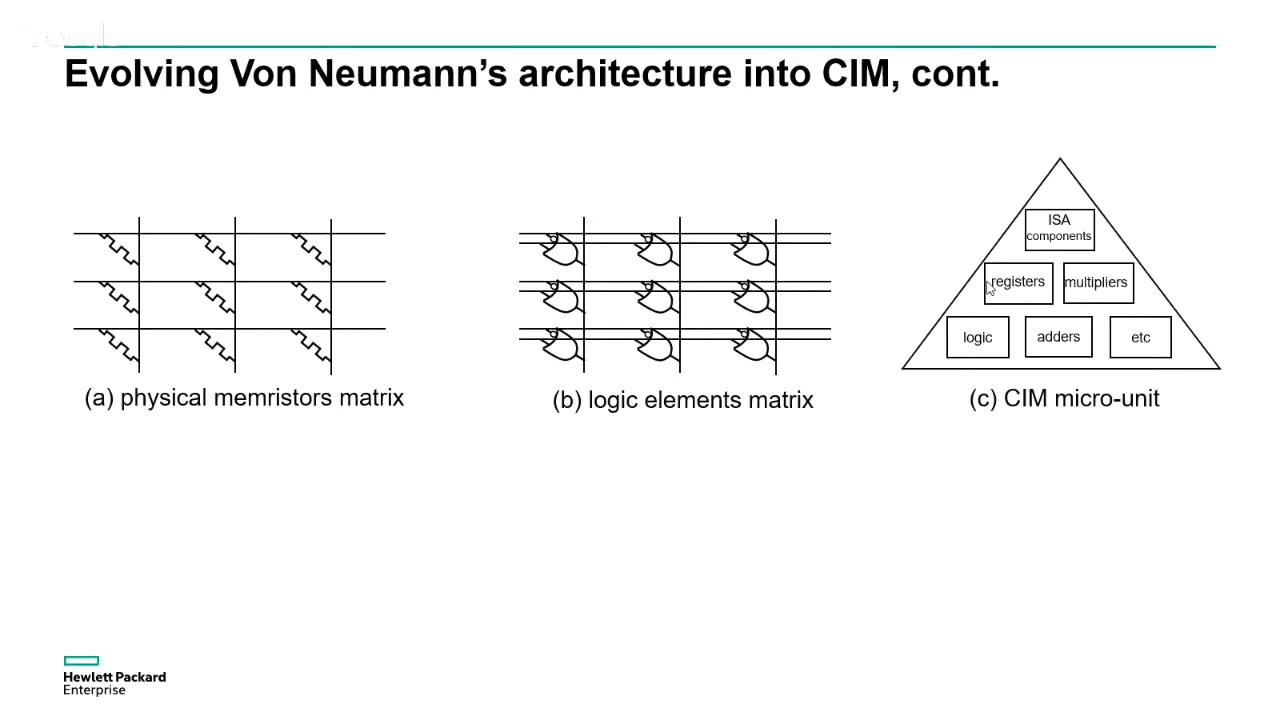 Evolving Von Neumann's architecture into CIM, cont.
ISA
components
registers
multipliers
logic
adders
etc
(a) physical memristors matrix
(b) logic elements matrix
(c) CIM micro-unit
Hewlett Packard
Enterprise